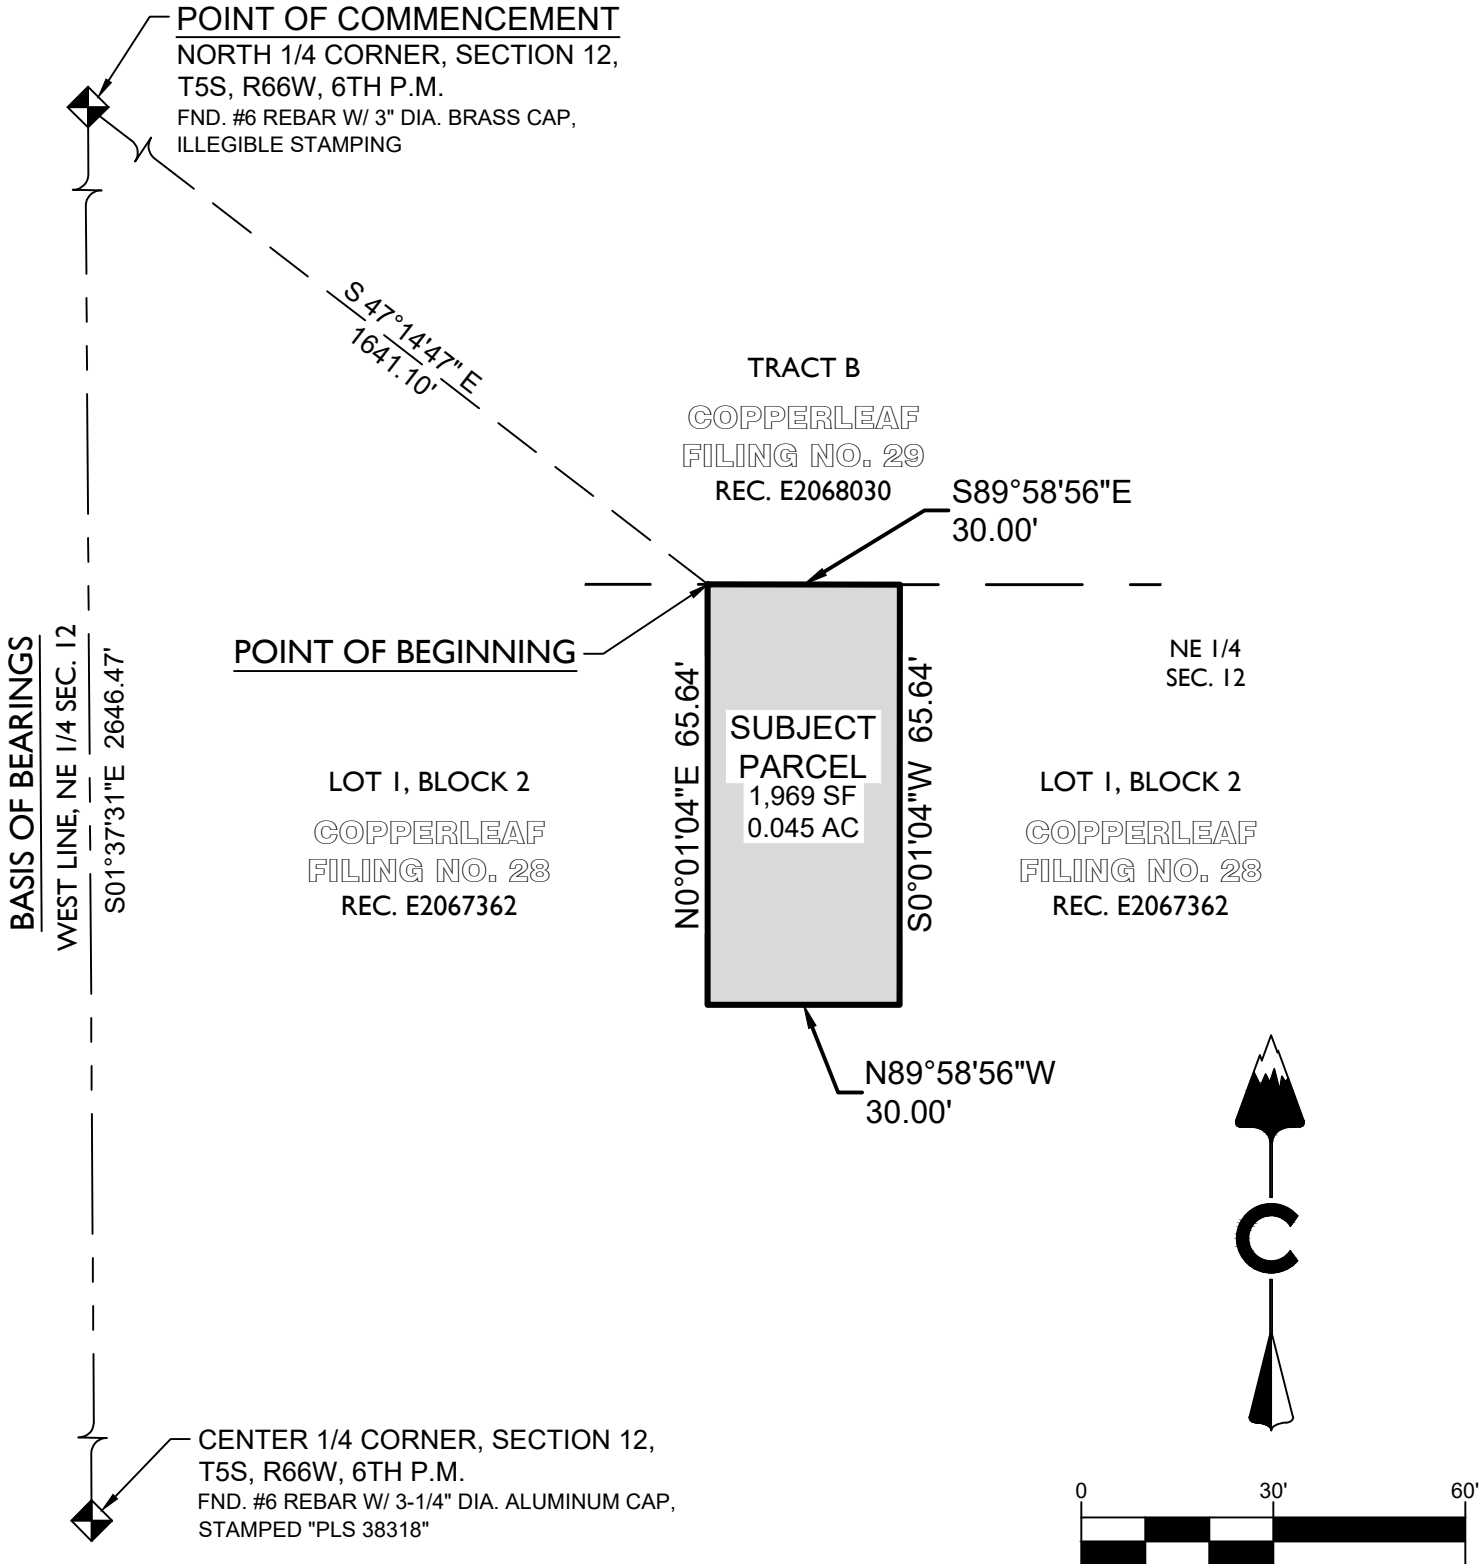 POINT OF COMMENCEMENT
NORTH 1/4 CORNER, SECTION 12,
T5S, R66W, 6TH P.M.
FND. #6 REBAR W/ 3" DIA. BRASS CAP,
ILLEGIBLE STAMPING
S 47°14'47" E
1641.10'
TRACT B
COPPERLEAF
FILING NO. 29
REC. E2068030
S89°58'56"E
30.00'
POINT OF BEGINNING
NE 1/4
SEC. 12
BASIS OF BEARINGS
WEST LINE, NE 1/4 SEC. 12
S01°37'31"E 2646.47'
LOT 1, BLOCK 2
COPPERLEAF
FILING NO. 28
REC. E2067362
N0°01'04"E 65.64'
SUBJECT
PARCEL
1,969 SF
0.045 AC
S0°01'04"W 65.64'
LOT 1, BLOCK 2
COPPERLEAF
FILING NO. 28
REC. E2067362
N89°58'56"W
30.00'
C
CENTER 1/4 CORNER, SECTION 12,
T5S, R66W, 6TH P.M.
FND. #6 REBAR W/ 3-1/4" DIA. ALUMINUM CAP,
STAMPED "PLS 38318"
0 30' 60'